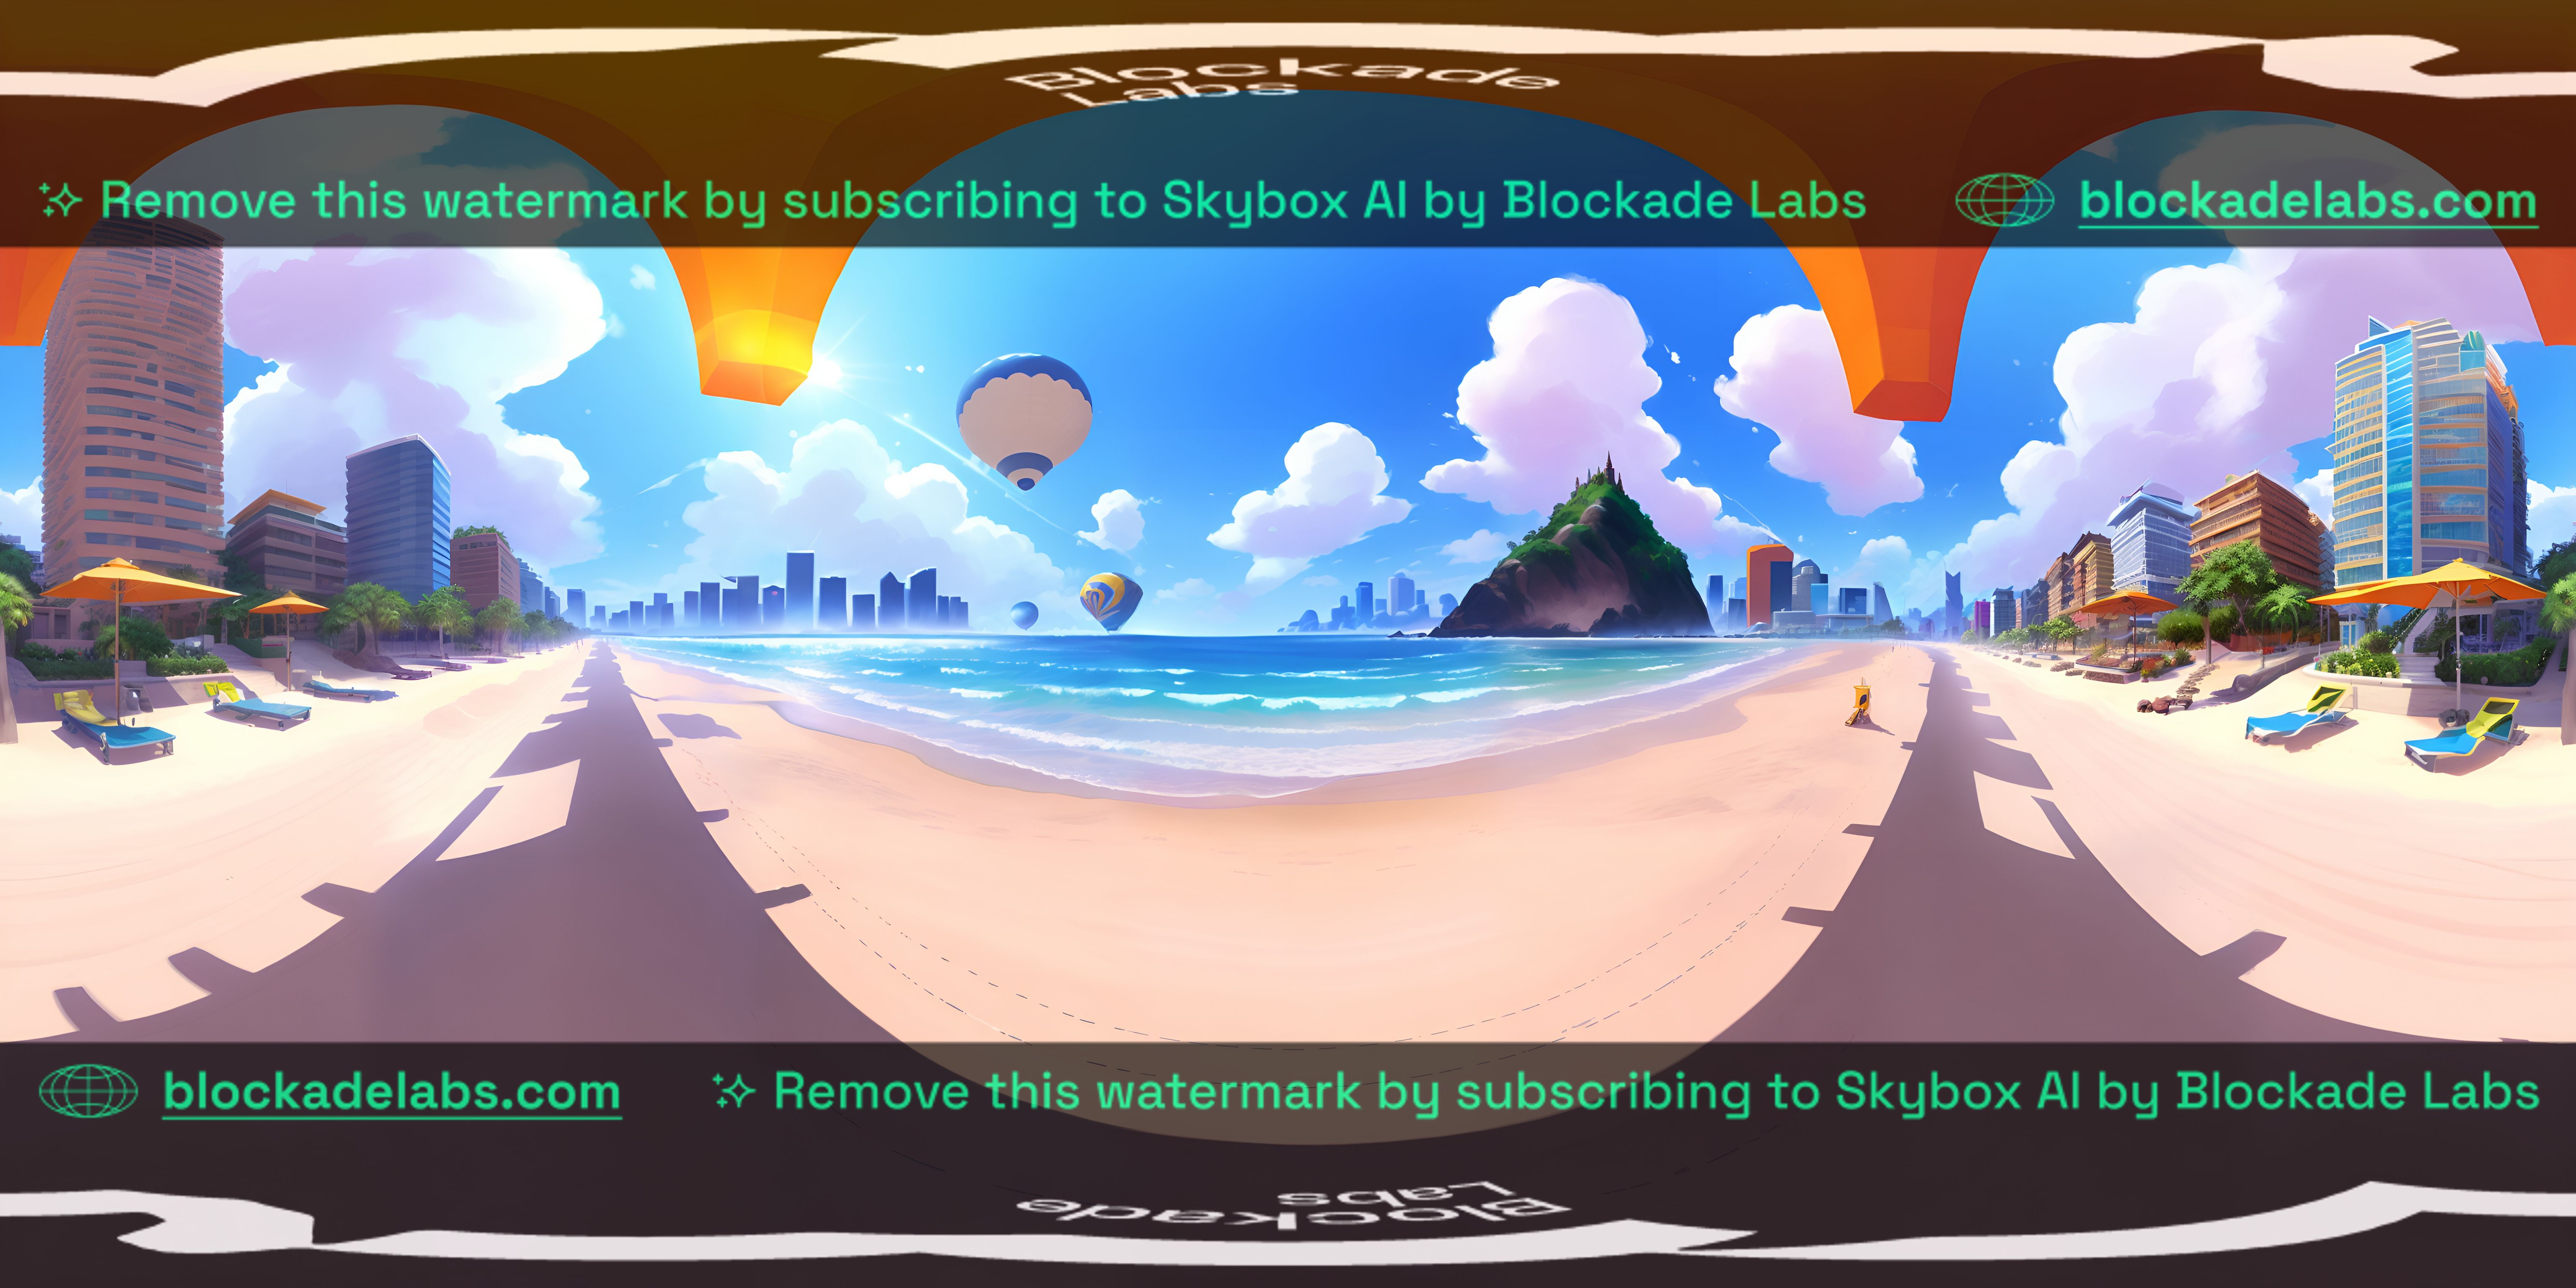 Blockade
Labs
Remove this watermark by subscribing to Skybox AI by Blockade Labs
blockadelabs.com
blockadelabs.com
Remove this watermark by subscribing to Skybox AI by Blockade Labs
Blockade
Labs